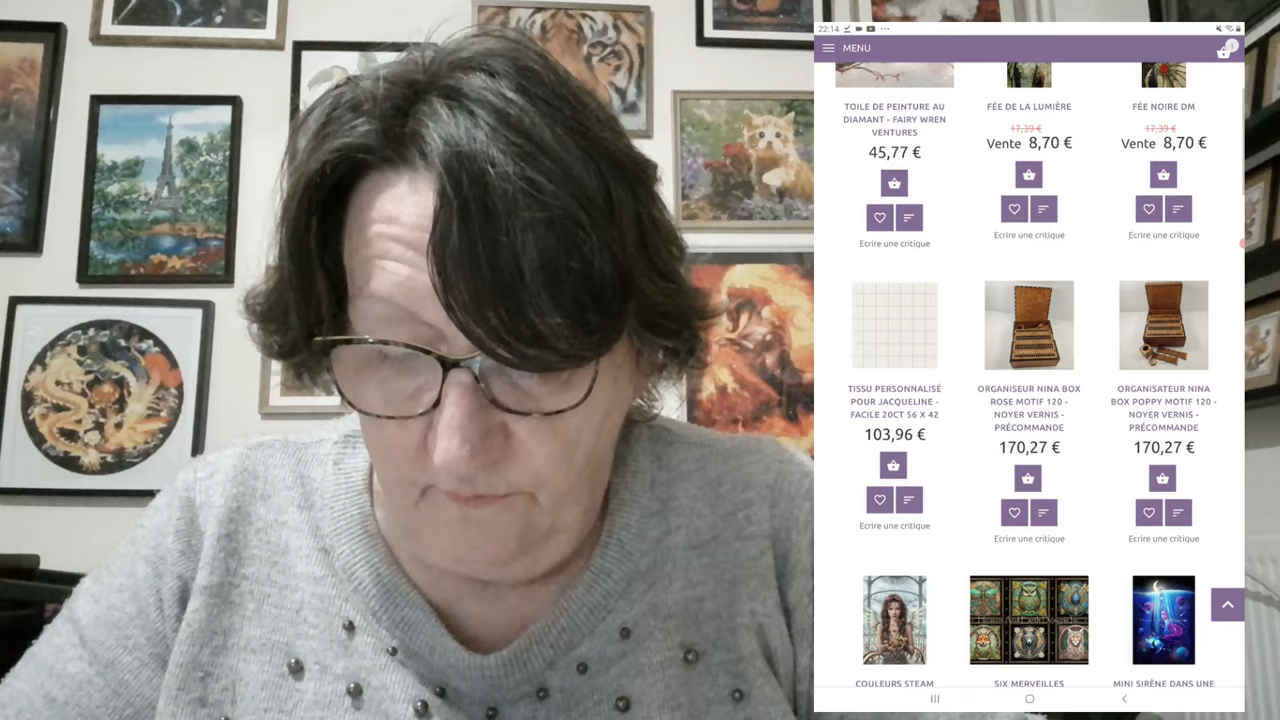 22:14
MENU
1
TOILE DE PEINTURE AU
DIAMANT - FAIRY WREN
VENTURES
45,77 €
FÉE DE LA LUMIÈRE
17,39 €
Vente 8,70 €
FÉE NOIRE DM
17,39 €
Vente 8,70 €
Ecrire une critique
Ecrire une critique
Ecrire une critique
TISSU PERSONNALISÉ
POUR JACQUELINE -
FACILE 20CT 56 X 42
103,96 €
Ecrire une critique
ORGANISEUR NINA BOX
ROSE MOTIF 120 -
NOYER VERNIS -
PRÉCOMMANDE
170,27 €
Ecrire une critique
ORGANISATEUR NINA
BOX POPPY MOTIF 120 -
NOYER VERNIS -
PRÉCOMMANDE
170,27 €
Ecrire une critique
COULEURS STEAM
SIX MERVEILLES
MINI SIRÈNE DANS UNE